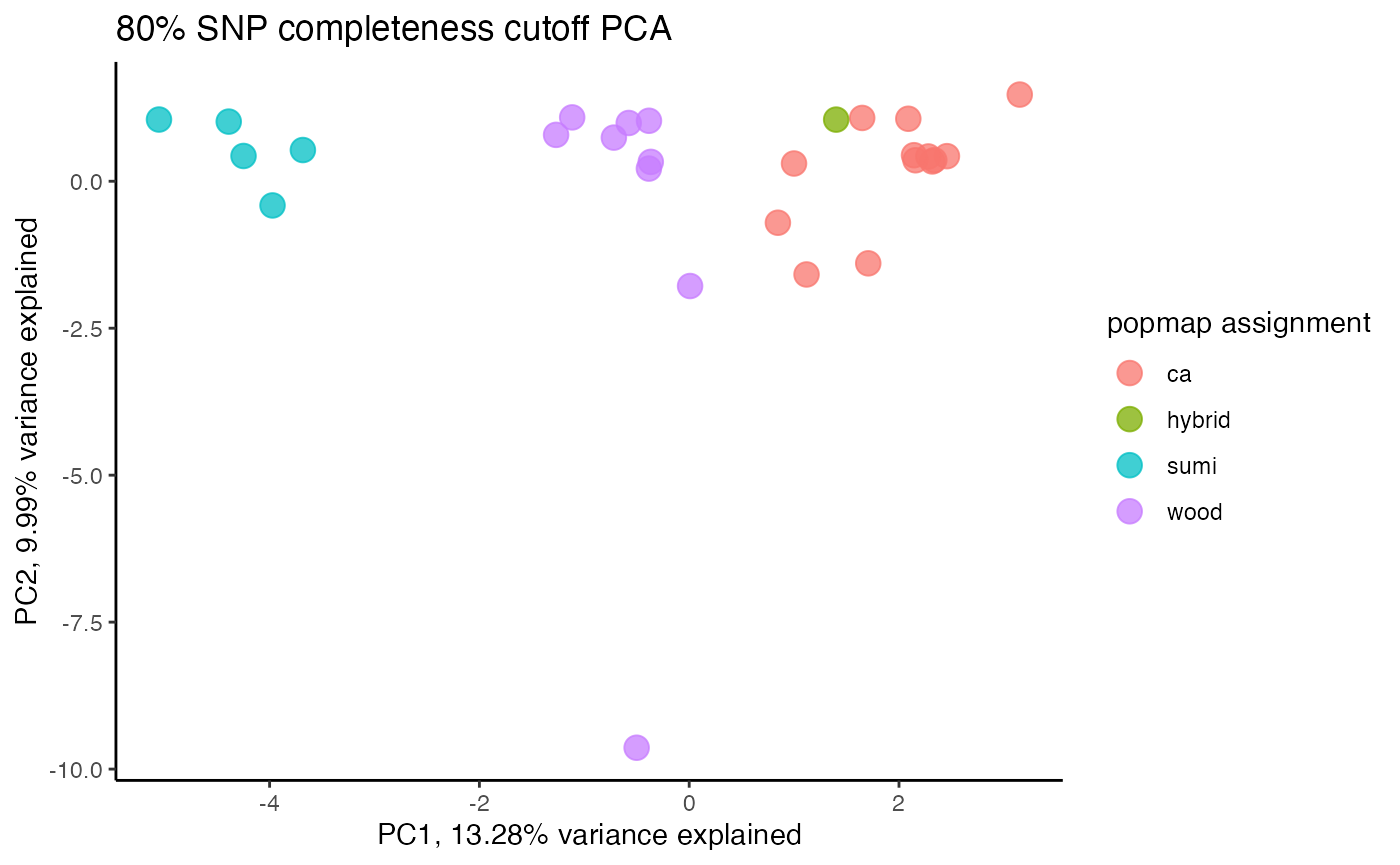 80% SNP completeness cutoff PCA
PC2, 9.99% variance explained
0.0
-2.5
-5.0
-7.5
-10.0
-4
-2
0
2
PC1, 13.28% variance explained
popmap assignment
ca
hybrid
sumi
wood